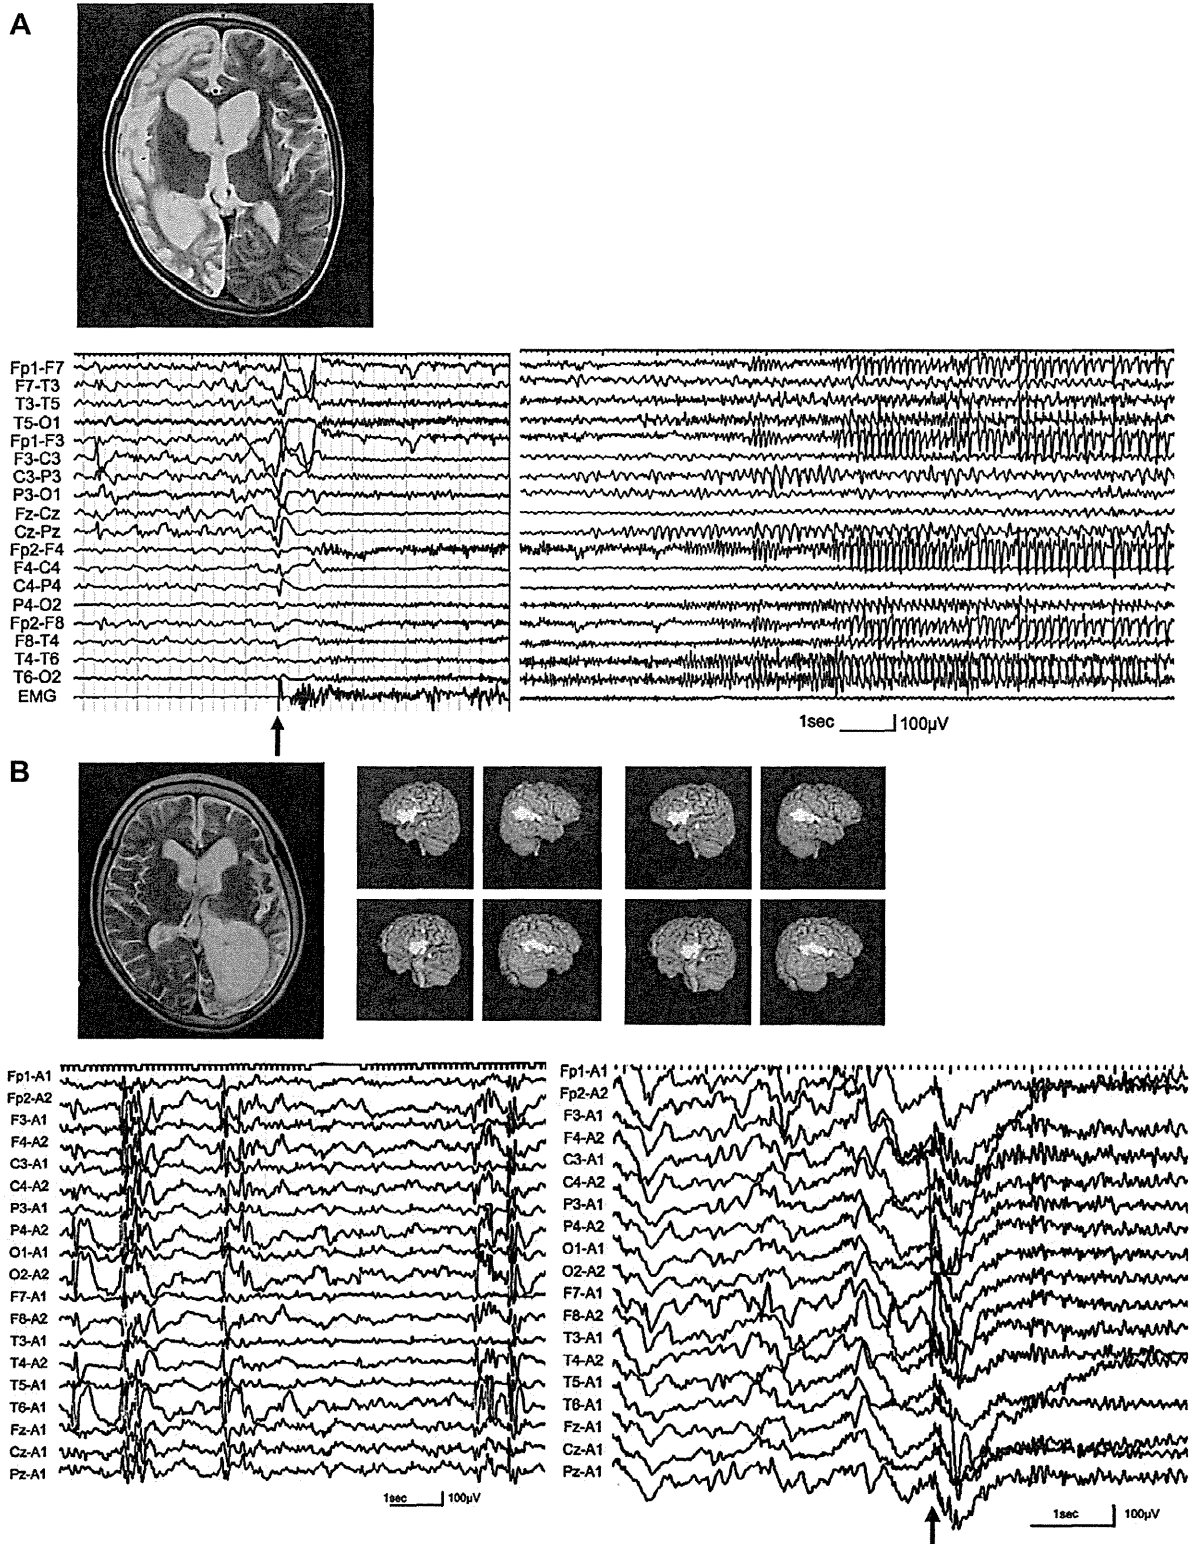 A
Fp1-F7
F7-T3
T3-T5
T5-O1
Fp1-F3
F3-C3
C3-P3
P3-O1
Fz-Cz
Cz-Pz
Fp2-F4
F4-C4
C4-P4
P4-O2
Fp2-F8
F8-T4
T4-T6
T6-O2
EMG
1sec 100μV
B
Fp1-A1
Fp2-A2
F3-A1
F4-A2
C3-A1
C4-A2
P3-A1
P4-A2
O1-A1
O2-A2
F7-A1
F8-A2
T3-A1
T4-A2
T5-A1
T6-A1
Fz-A1
Cz-A1
Pz-A1
1sec 100μV
Fp1-A1
Fp2-A2
F3-A1
F4-A2
C3-A1
C4-A2
P3-A1
P4-A2
O1-A1
O2-A2
F7-A1
F8-A2
T3-A1
T4-A2
T5-A1
T6-A1
Fz-A1
Cz-A1
Pz-A1
1sec 100μV